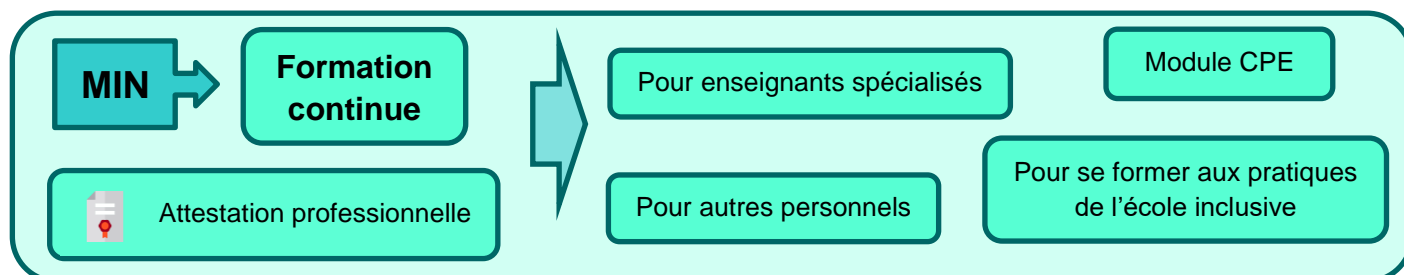 MIN
Formation
continue
Attestation professionnelle
Pour enseignants spécialisés
Pour autres personnels
Module CPE
Pour se former aux pratiques
de l’école inclusive